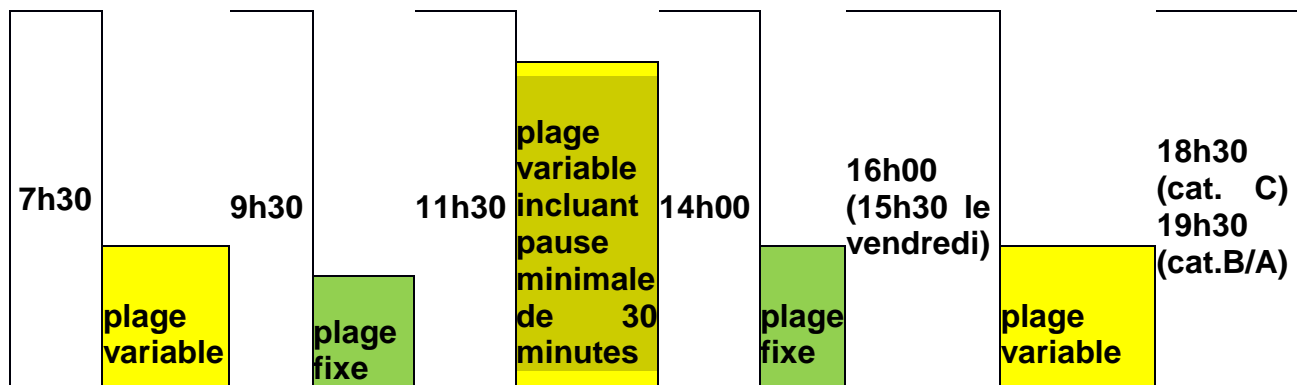 7h30
plage
variable
9h30
plage
fixe
11h30
plage
variable
incluant
pause
minimale
de 30
minutes
14h00
plage
fixe
16h00
(15h30 le
vendredi)
plage
variable
18h30
(cat. C)
19h30
(cat.B/A)